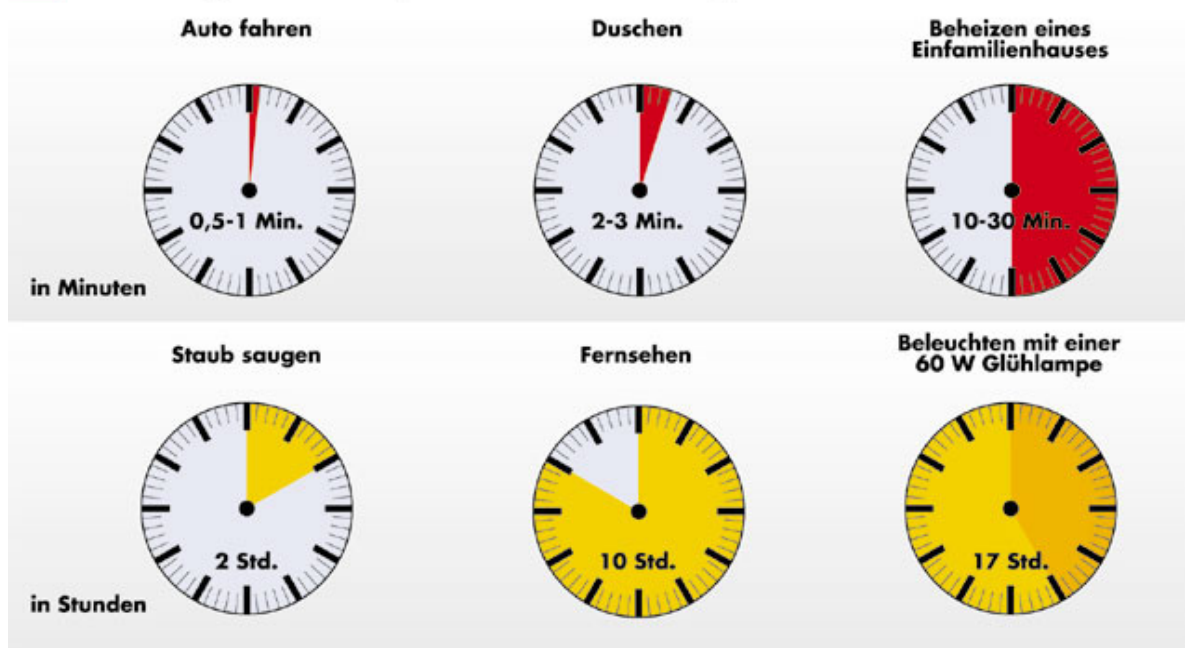 Auto fahren
Duschen
Beheizen eines
Einfamilienhauses
0,5-1 Min.
2-3 Min.
10-30 Min.
in Minuten
Staub saugen
Fernsehen
Beleuchten mit einer
60 W Glühlampe
2 Std.
10 Std.
17 Std.
in Stunden